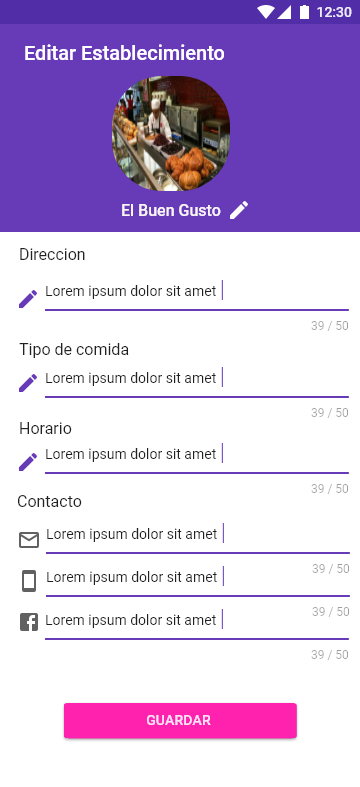 12:30
Editar Establecimiento
El Buen Gusto
Direccion
Lorem ipsum dolor sit amet
39 / 50
Tipo de comida
Lorem ipsum dolor sit amet
39 / 50
Horario
Lorem ipsum dolor sit amet
39 / 50
Contacto
Lorem ipsum dolor sit amet
39 / 50
Lorem ipsum dolor sit amet
39 / 50
Lorem ipsum dolor sit amet
39 / 50
GUARDAR